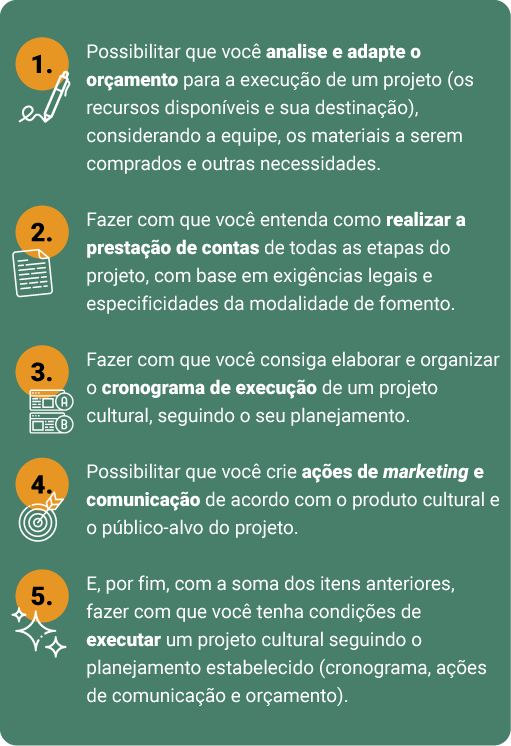 1.
Possibilitar que você analise e adapte o
orçamento para a execução de um projeto (os
recursos disponíveis e sua destinação),
considerando a equipe, os materiais a serem
comprados e outras necessidades.
2.
Fazer com que você entenda como realizar a
prestação de contas de todas as etapas do
projeto, com base em exigências legais e
especificidades da modalidade de fomento.
3.
A
B
Fazer com que você consiga elaborar e organizar
o cronograma de execução de um projeto
cultural, seguindo o seu planejamento.
4.
Possibilitar que você crie ações de marketing e
comunicação de acordo com o produto cultural e
o público-alvo do projeto.
5.
E, por fim, com a soma dos itens anteriores,
fazer com que você tenha condições de
executar um projeto cultural seguindo o
planejamento estabelecido (cronograma, ações
de comunicação e orçamento).